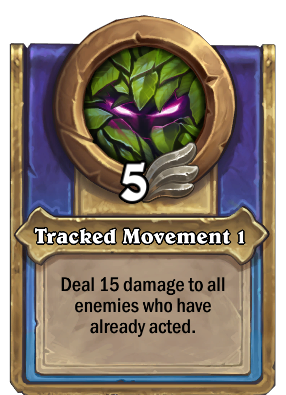 5
Tracked Movement 1
Deal 15 damage to all
enemies who have
already acted.